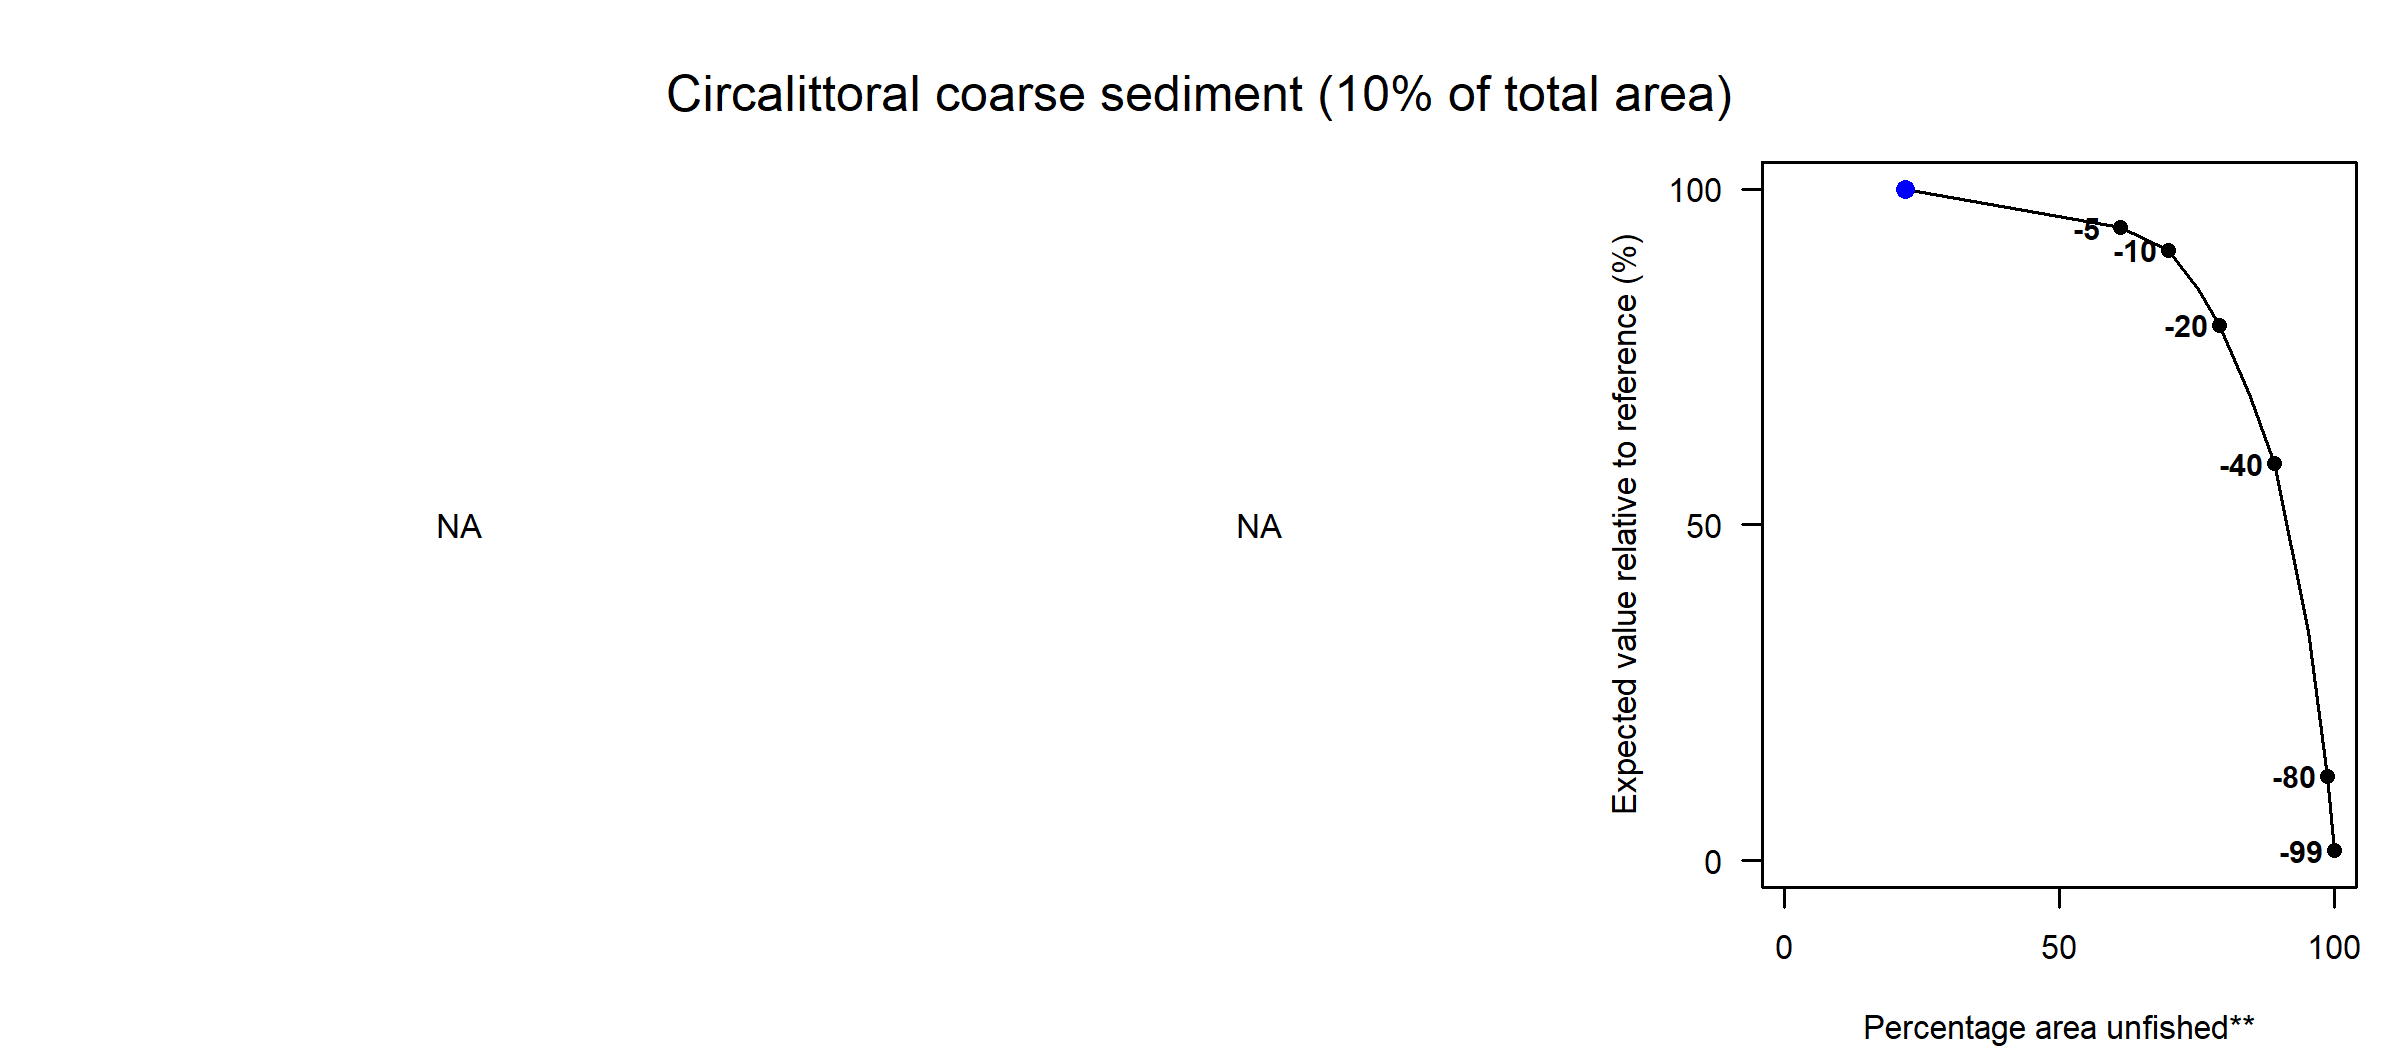 Circalittoral coarse sediment (10% of total area)
NA
NA
Expected value relative to reference (%)
100
50
0
-5
-10
-20
-40
-80
-99
0
50
100
Percentage area unfished**